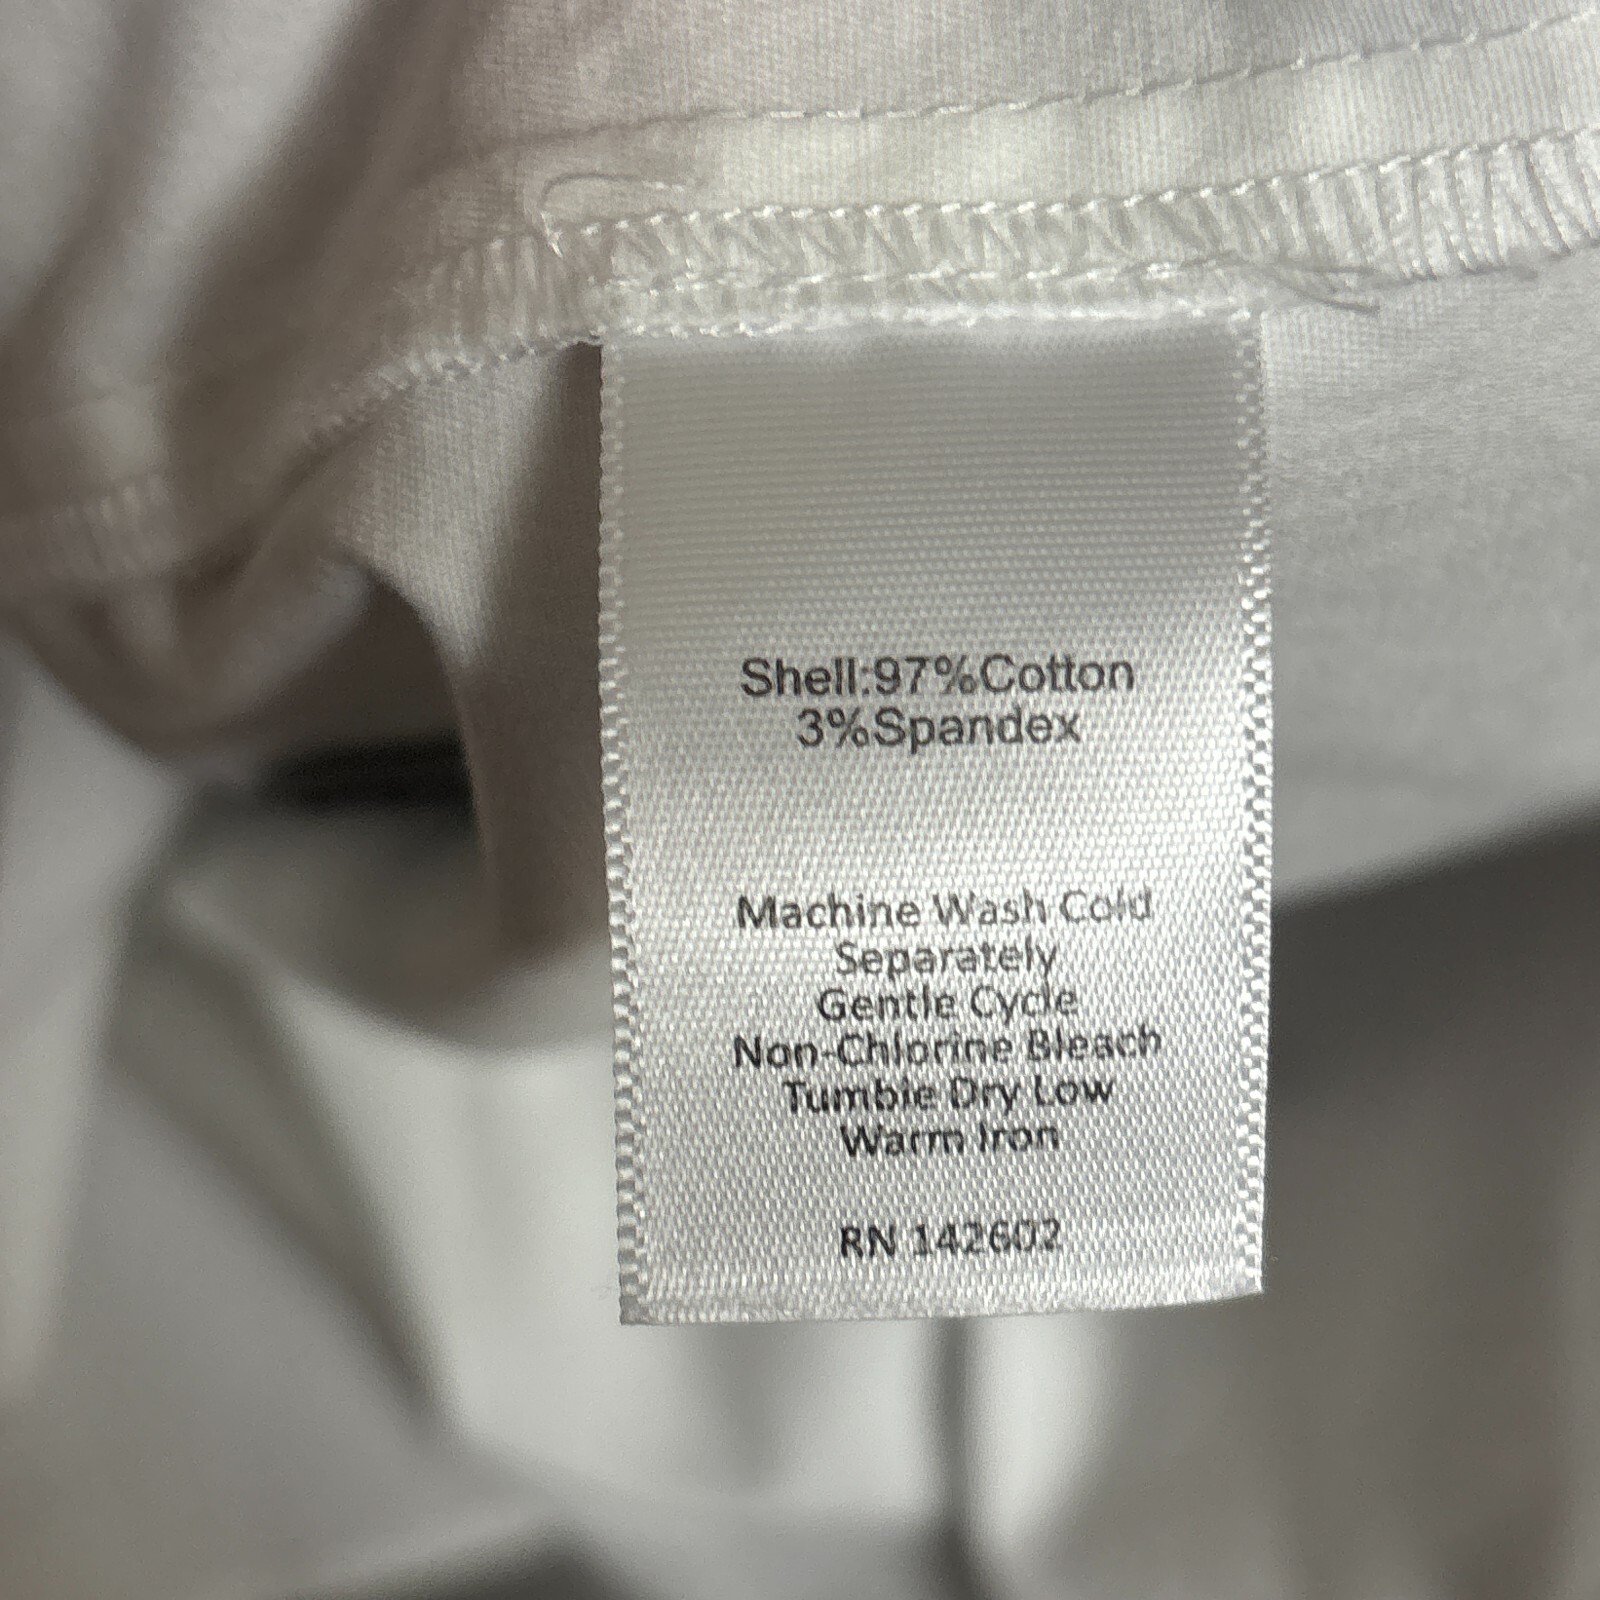 Shell:97%Cotton
3%Spandex
Machine Wash Cold
Separately
Gentle Cycle
Non-Chlorine Bleach
Tumble Dry Low
Warm Iron
RN 142602